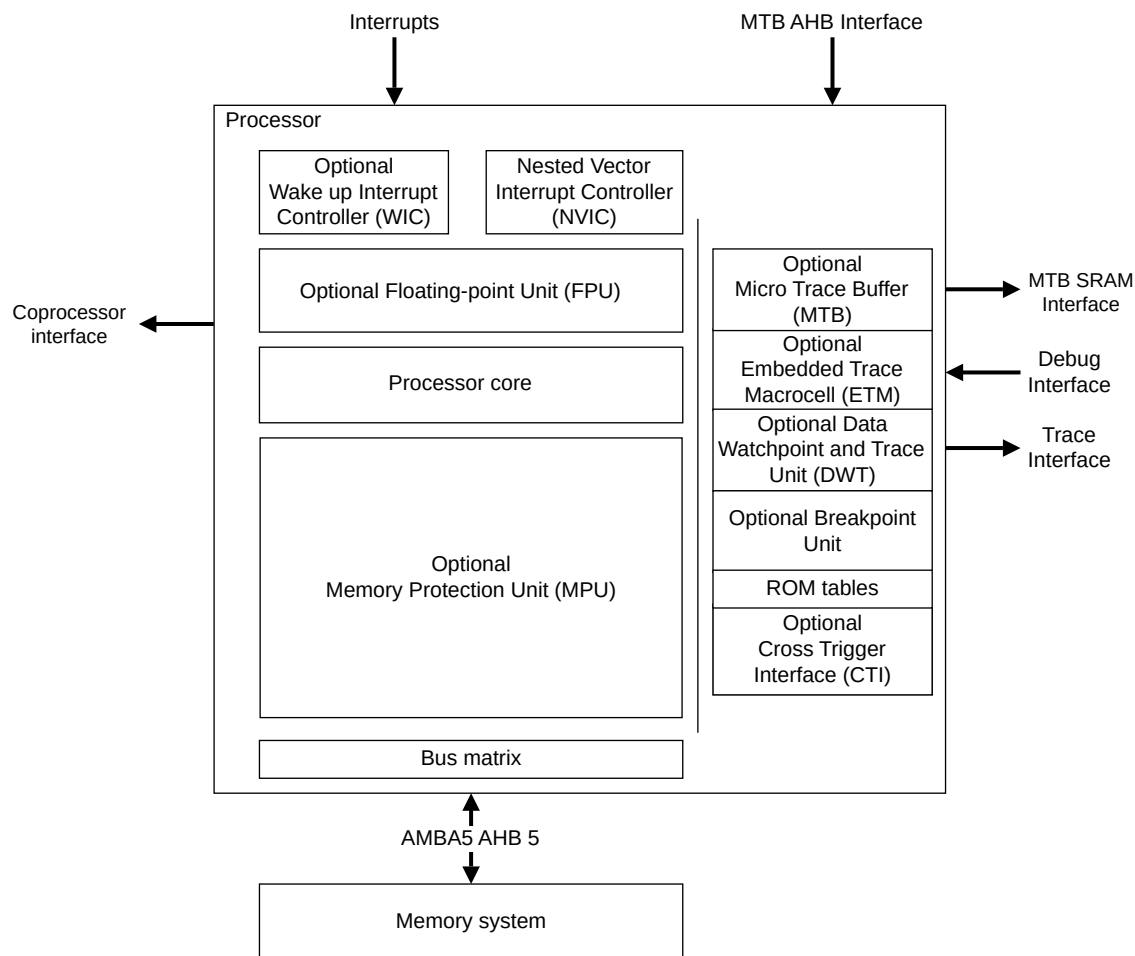 Interrupts
MTB AHB Interface
Processor
Optional
Wake up Interrupt
Controller (WIC)
Nested Vector
Interrupt Controller
(NVIC)
Optional Floating-point Unit (FPU)
Processor core
Optional
Memory Protection Unit (MPU)
Bus matrix
Optional
Micro Trace Buffer
(MTB)
Optional
Embedded Trace
Macrocell (ETM)
Optional Data
Watchpoint and Trace
Unit (DWT)
Optional Breakpoint
Unit
ROM tables
Optional
Cross Trigger
Interface (CTI)
Coprocessor
interface
MTB SRAM
Interface
Debug
Interface
Trace
Interface
AMBA5 AHB 5
Memory system